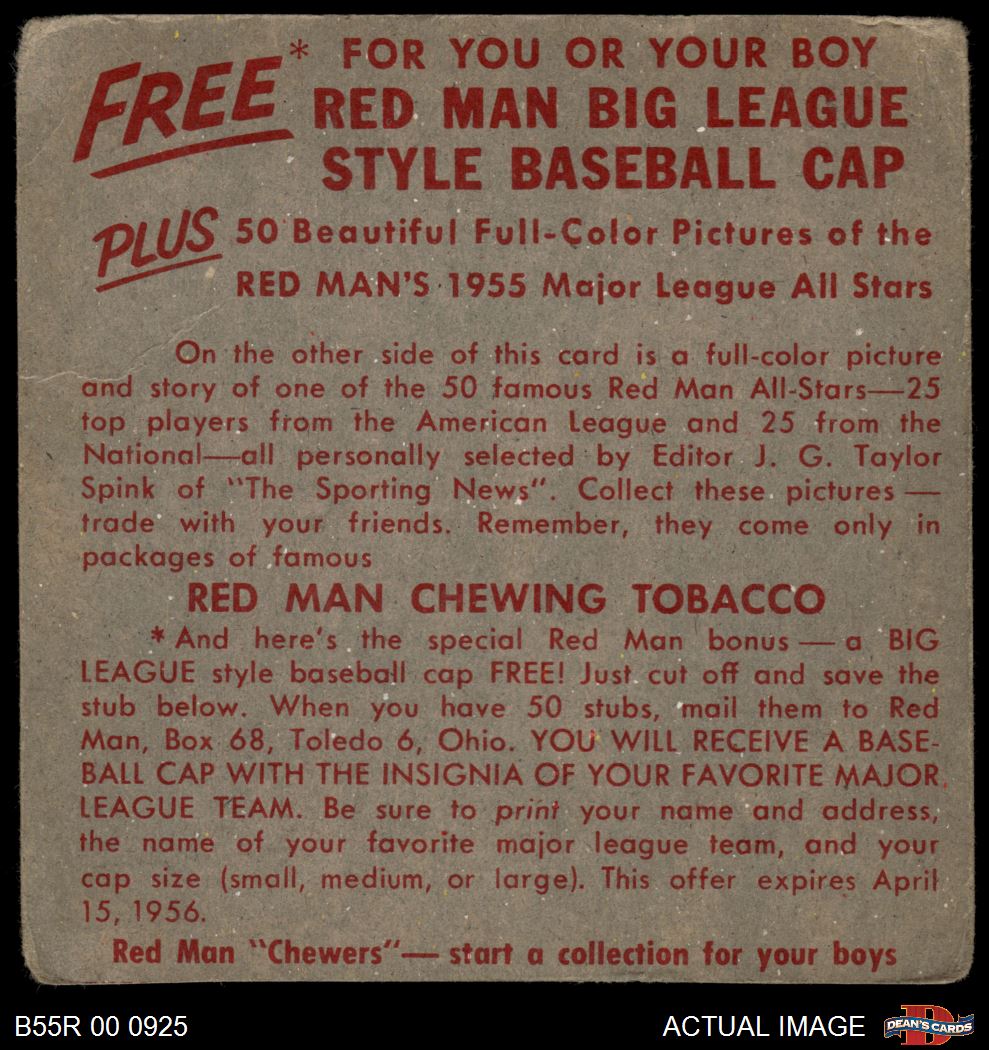 FREE* FOR YOU OR YOUR BOY
RED MAN BIG LEAGUE
STYLE BASEBALL CAP
PLUS 50 Beautiful Full-Color Pictures of the
RED MAN'S 1955 Major League All Stars
On the other side of this card is a full-color picture
and story of one of the 50 famous Red Man All-Stars—25
top players from the American League and 25 from the
National—all personally selected by Editor J. G. Taylor
Spink of "The Sporting News". Collect these pictures —
trade with your friends. Remember, they come only in
packages of famous
RED MAN CHEWING TOBACCO
* And here's the special Red Man bonus — a BIG
LEAGUE style baseball cap FREE! Just cut off and save the
stub below. When you have 50 stubs, mail them to Red
Man, Box 68, Toledo 6, Ohio. YOU WILL RECEIVE A BASE-
BALL CAP WITH THE INSIGNIA OF YOUR FAVORITE MAJOR
LEAGUE TEAM. Be sure to print your name and address,
the name of your favorite major league team, and your
cap size (small, medium, or large). This offer expires April
15, 1956.
Red Man "Chewers"— start a collection for your boys
B55R 00 0925
ACTUAL IMAGE
D
DEAN'S CARDS